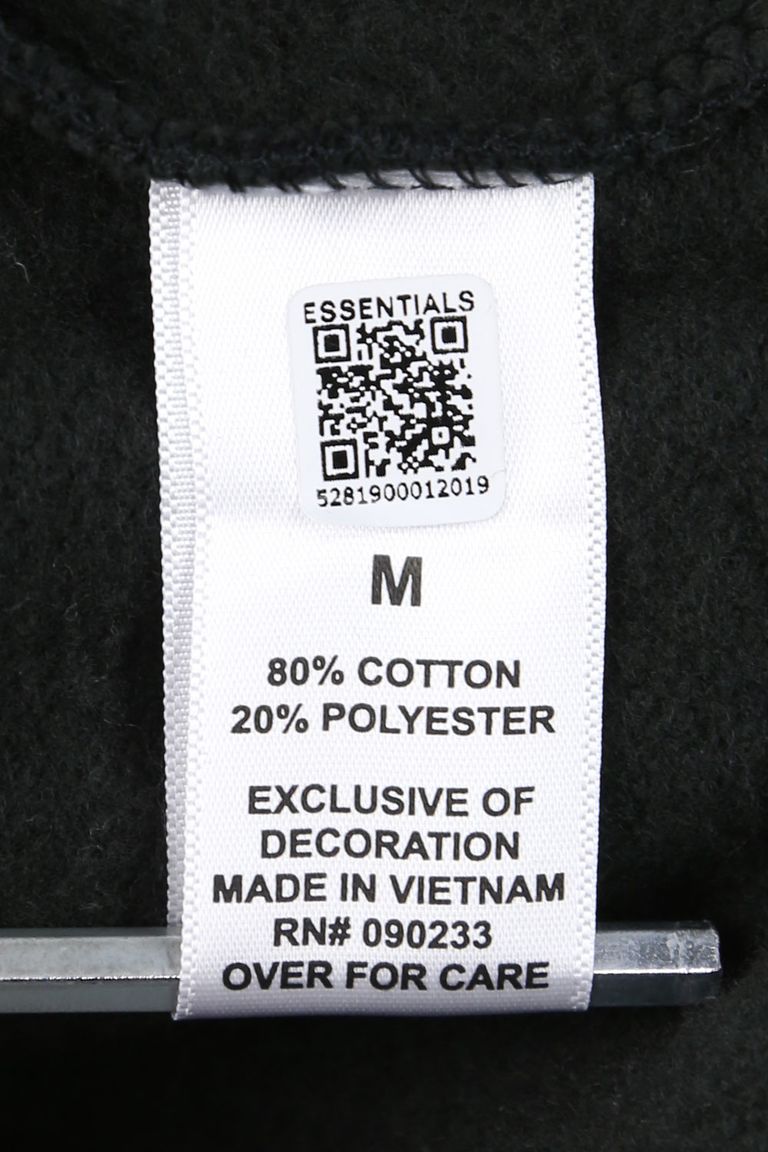 ESSENTIALS
5281900012019
M
80% COTTON
20% POLYESTER
EXCLUSIVE OF
DECORATION
MADE IN VIETNAM
RN# 090233
OVER FOR CARE